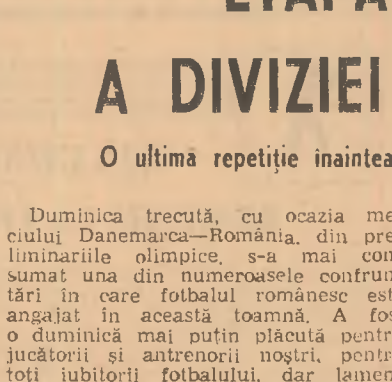 ETAPA
A DIVIZIEI
O ultimă repetiție înaintea
Duminica trecută, cu ocazia me
ciului Danemarca—România, din pre
liminariile olimpice, s-a mai con
sumat una din numeroasele confrun
tări în care fotbalul românesc est
angajat în această toamnă. A fos
o duminică mai puțin plăcută pentr
jucătorii și antrenorii noștri, pentr
toți iubitorii fotbalului, dar lamen